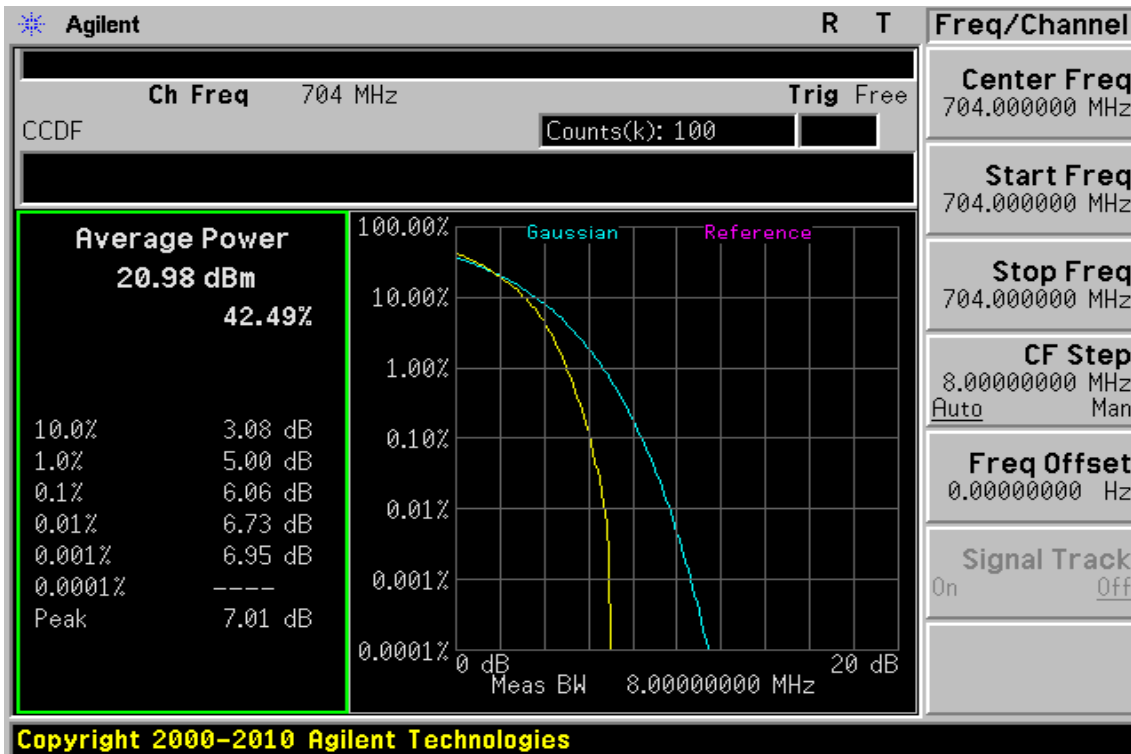 Agilent R T
Ch Freq 704 MHz Trig Free
CCDF Counts(k): 100
Average Power
20.98 dBm
42.49%
10.0% 3.08 dB
1.0% 5.00 dB
0.1% 6.06 dB
0.01% 6.73 dB
0.001% 6.95 dB
0.0001% ----
Peak 7.01 dB
Gaussian Reference
100.00%
10.00%
1.00%
0.10%
0.01%
0.001%
0.0001%
0 dB 20 dB
Meas BW 8.00000000 MHz
Freq/Channel
Center Freq
704.000000 MHz
Start Freq
704.000000 MHz
Stop Freq
704.000000 MHz
CF Step
8.00000000 MHz
Auto Man
Freq Offset
0.00000000 Hz
Signal Track
On Off
Copyright 2000-2010 Agilent Technologies